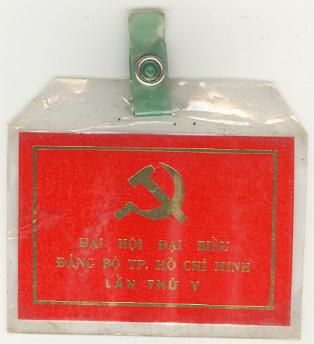 ĐẠI HỘI ĐẠI BIỂU
ĐẢNG BỘ TP. HỒ CHÍ MINH
LẦN THỨ V